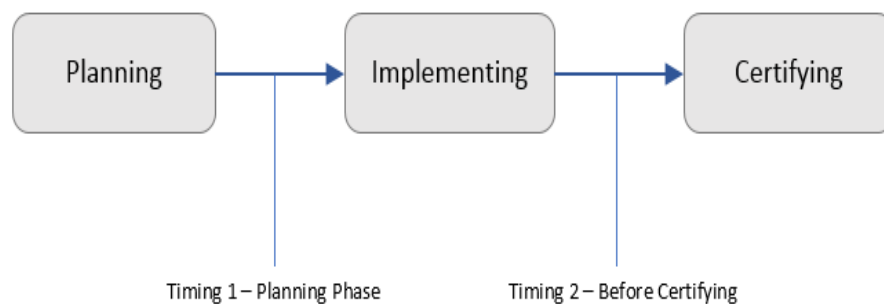 Planning
Implementing
Certifying
Timing 1 – Planning Phase
Timing 2 – Before Certifying